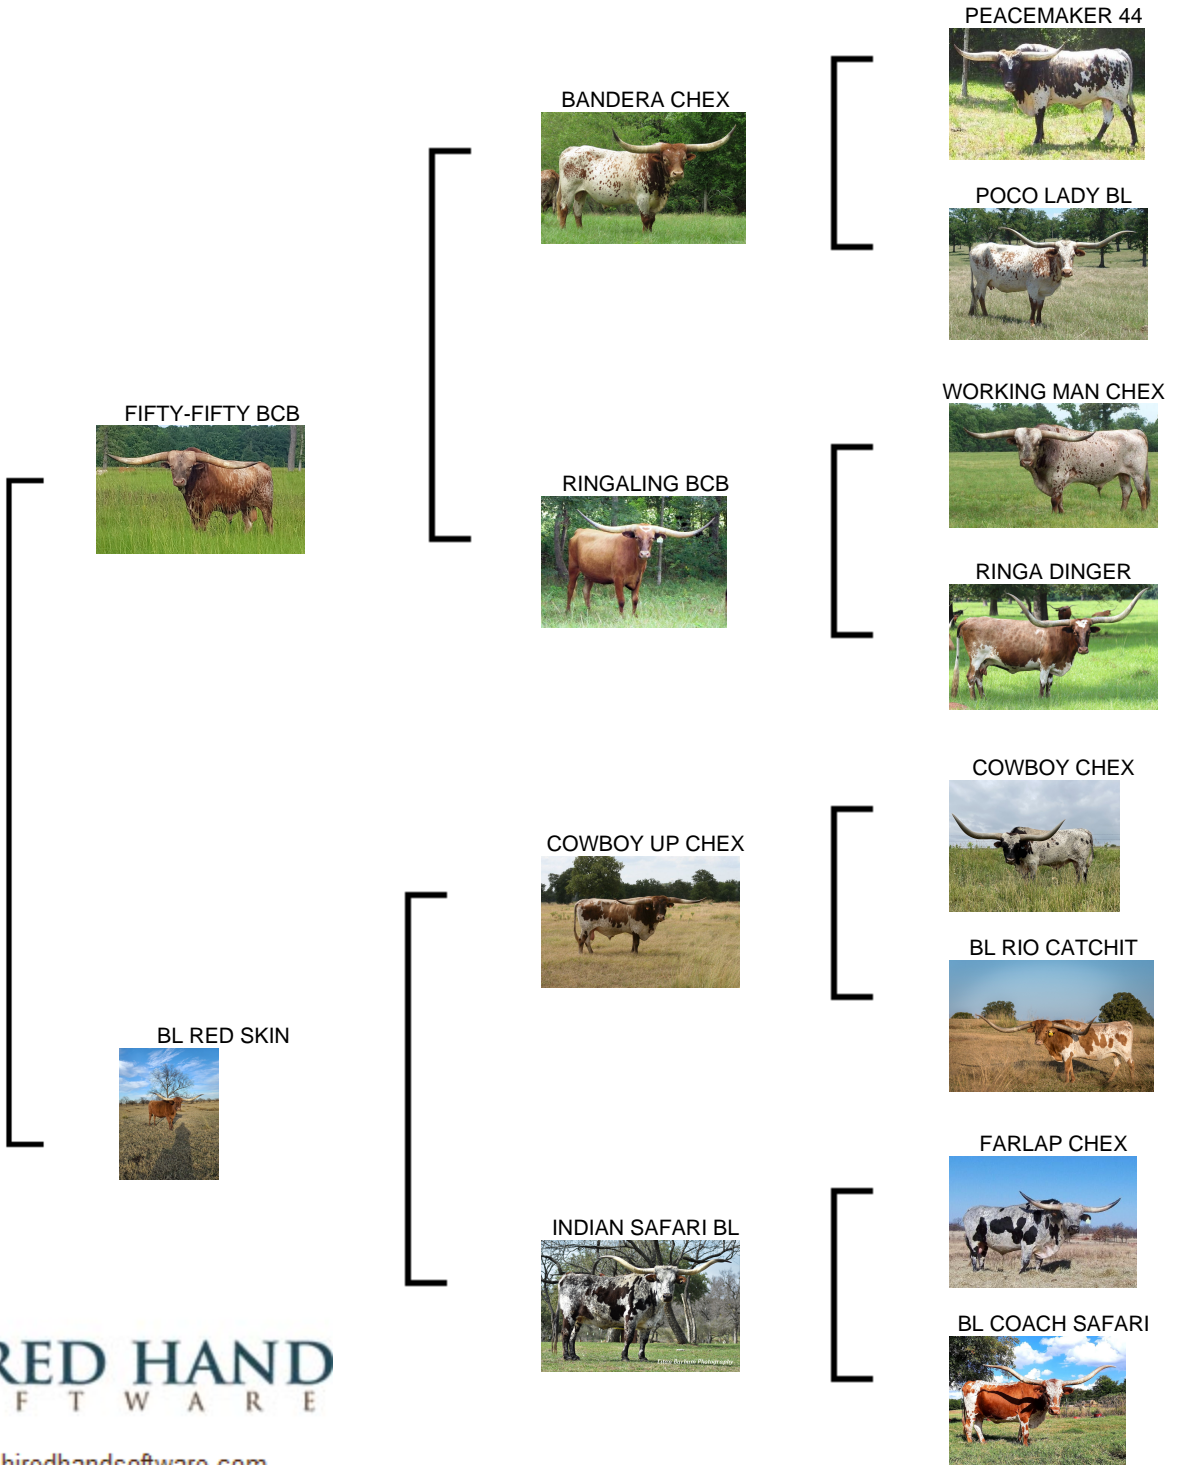 PEACEMAKER 44
BANDERA CHEX
POCO LADY BL
WORKING MAN CHEX
FIFTY-FIFTY BCB
RINGALING BCB
RINGA DINGER
COWBOY CHEX
COWBOY UP CHEX
BL RIO CATCHIT
BL RED SKIN
FARLAP CHEX
INDIAN SAFARI BL
BL COACH SAFARI
RED HAND
F T W A R E
hiredhandsoftware.com